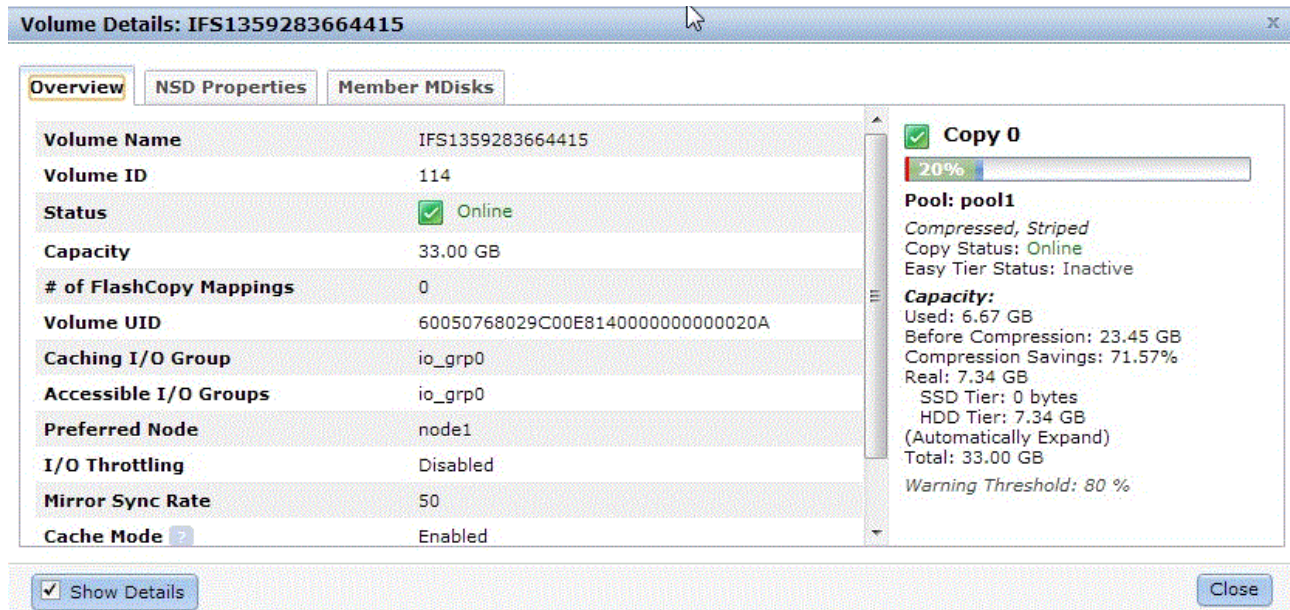 Volume Details: IFS1359283664415
x
Overview NSD Properties Member MDisks
Volume Name IFS1359283664415
Volume ID 114
Status Online
Capacity 33.00 GB
# of FlashCopy Mappings 0
Volume UID 60050768029C00E8140000000000020A
Caching I/O Group io_grp0
Accessible I/O Groups io_grp0
Preferred Node node1
I/O Throttling Disabled
Mirror Sync Rate 50
Cache Mode ? Enabled
Copy 0
20%
Pool: pool1
Compressed, Striped
Copy Status: Online
Easy Tier Status: Inactive
Capacity:
Used: 6.67 GB
Before Compression: 23.45 GB
Compression Savings: 71.57%
Real: 7.34 GB
SSD Tier: 0 bytes
HDD Tier: 7.34 GB
(Automatically Expand)
Total: 33.00 GB
Warning Threshold: 80 %
Show Details
Close